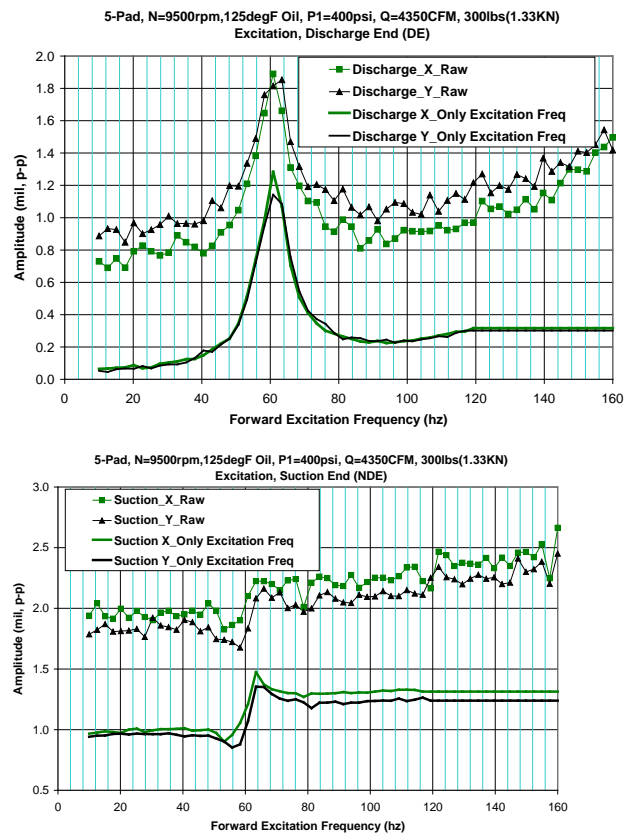 5-Pad, N=9500rpm,125degF Oil, P1=400psi, Q=4350CFM, 300lbs(1.33KN)
Excitation, Discharge End (DE)
2.0
1.8
1.6
1.4
1.2
1.0
0.8
0.6
0.4
0.2
0.0
Amplitude (mil, p-p)
Discharge_X_Raw
Discharge_Y_Raw
Discharge X_Only Excitation Freq
Discharge Y_Only Excitation Freq
0 20 40 60 80 100 120 140 160
Forward Excitation Frequency (hz)
5-Pad, N=9500rpm,125degF Oil, P1=400psi, Q=4350CFM, 300lbs(1.33KN)
Excitation, Suction End (NDE)
3.0
2.5
2.0
1.5
1.0
0.5
Amplitude (mil, p-p)
Suction_X_Raw
Suction_Y_Raw
Suction X_Only Excitation Freq
Suction Y_Only Excitation Freq
0 20 40 60 80 100 120 140 160
Forward Excitation Frequency (hz)